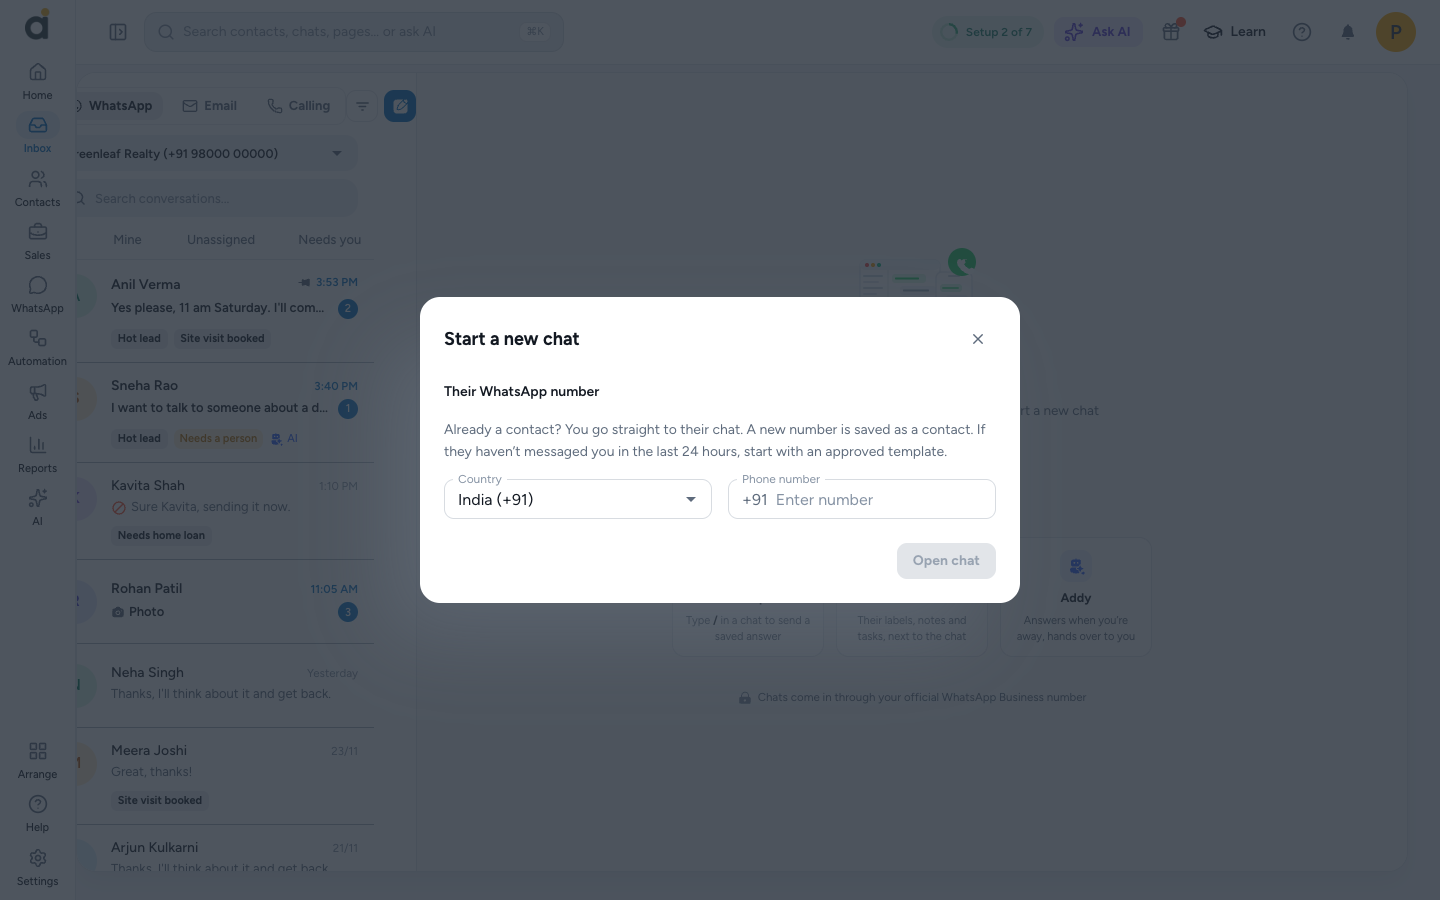 Search contacts, chats, pages... or ask AI
⌘K
Setup 2 of 7
Ask AI
Learn
P
Home
Inbox
Contacts
Sales
WhatsApp
Automation
Ads
Reports
AI
Arrange
Help
Settings
WhatsApp
Email
Calling
eenleaf Realty (+91 98000 00000)
Search conversations...
Mine
Unassigned
Needs you
Anil Verma
3:53 PM
Yes please, 11 am Saturday. I'll com...
2
Hot lead
Site visit booked
Sneha Rao
3:40 PM
I want to talk to someone about a d...
1
Hot lead
Needs a person
AI
Kavita Shah
1:10 PM
Sure Kavita, sending it now.
Needs home loan
Rohan Patil
11:05 AM
Photo
3
Neha Singh
Yesterday
Thanks, I'll think about it and get back.
Meera Joshi
23/11
Great, thanks!
Site visit booked
Arjun Kulkarni
21/11
Thanks, I'll think about it and get back.
Start a new chat
Their WhatsApp number
Already a contact? You go straight to their chat. A new number is saved as a contact. If
they haven't messaged you in the last 24 hours, start with an approved template.
Country
India (+91)
Phone number
+91 Enter number
Open chat
rt a new chat
Type / in a chat to send a
saved answer
Their labels, notes and
tasks, next to the chat
Addy
Answers when you're
away, hands over to you
Chats come in through your official WhatsApp Business number